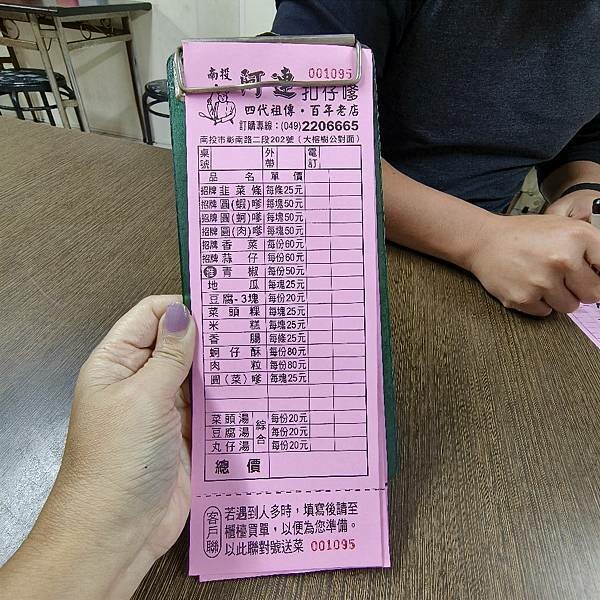 南投 阿連 扣仔嗲 001095
四代祖傳・百年老店
訂購專線：(049)2206665
南投市彰南路二段202號（大榕樹公對面）
桌號 外帶 電訂
品名 單價
招牌 韮菜條 每條25元
招牌 圓(蝦)嗲 每塊50元
招牌 圓(蚵)嗲 每塊50元
招牌 圓(肉)嗲 每塊50元
招牌 香菜 每份60元
招牌 蒜仔 每份60元
推 青椒 每份50元
地瓜 每塊25元
豆腐-3塊 每份20元
菜頭粿 每塊25元
米糕 每塊25元
香腸 每塊25元
蚵仔酥 每份80元
肉粒 每份80元
圓(菜)嗲 每塊25元
菜頭湯 綜合 每份20元
豆腐湯 每份20元
丸仔湯 每份20元
總價
客戶聯
若遇到人多時，填寫後請至
櫃檯買單，以便為您準備。
以此聯對號送菜 001095